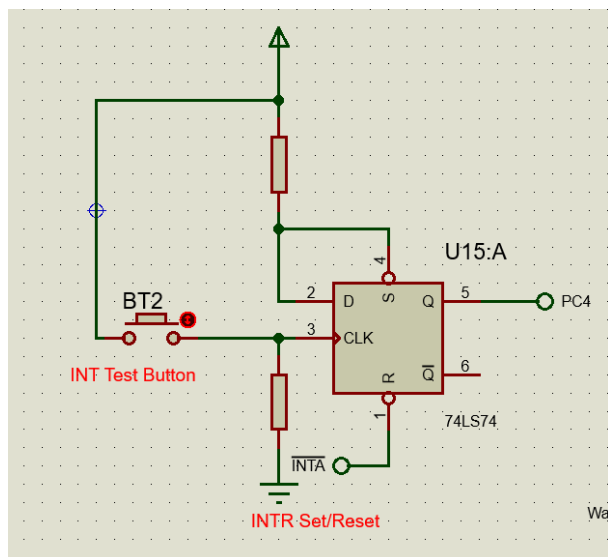 U15:A
4
2
D
S
Q
5
PC4
BT2
3
CLK
INT Test Button
R
Q
6
1
74LS74
INTA
INTR Set/Reset
Wa